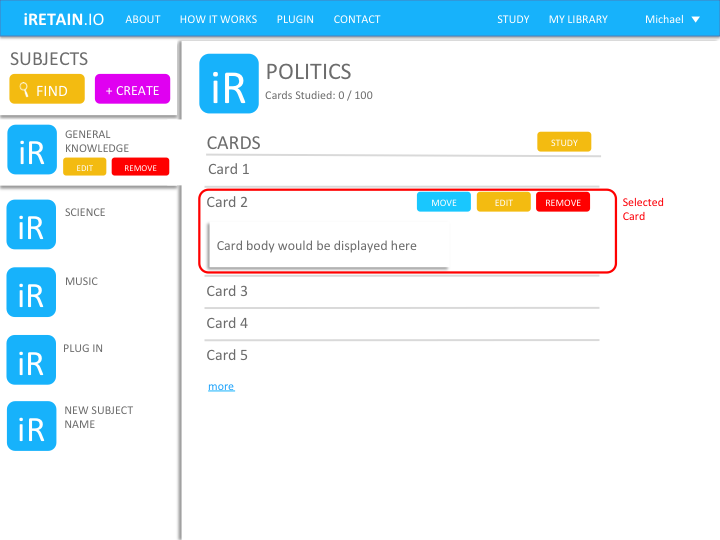 iRETAIN.IO ABOUT HOW IT WORKS PLUGIN CONTACT STUDY MY LIBRARY Michael
SUBJECTS
FIND + CREATE
iR
GENERAL
KNOWLEDGE
EDIT REMOVE
iR
SCIENCE
iR
MUSIC
iR
PLUG IN
iR
NEW SUBJECT
NAME
iR
POLITICS
Cards Studied: 0 / 100
CARDS STUDY
Card 1
Card 2 MOVE EDIT REMOVE
Selected
Card
Card body would be displayed here
Card 3
Card 4
Card 5
more